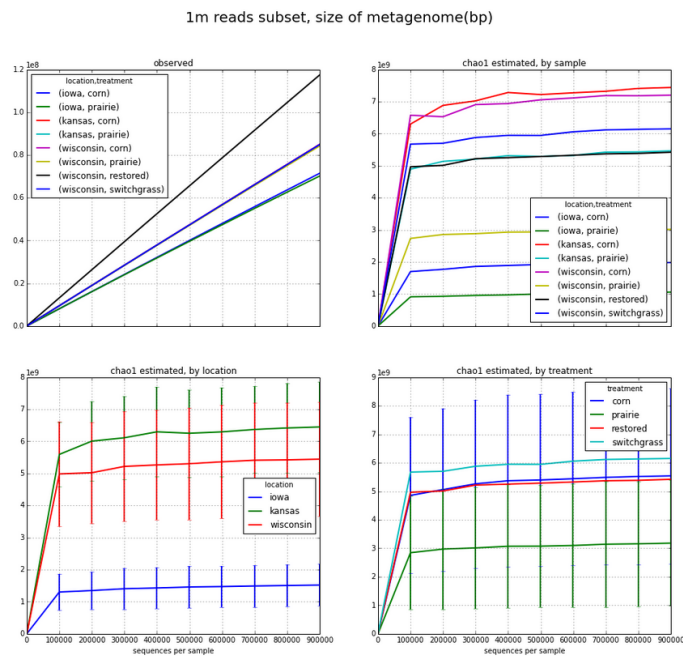 1m reads subset, size of metagenome(bp)
observed
1e8
1.2
1.0
0.8
0.6
0.4
0.2
0.0
location,treatment
(iowa, corn)
(iowa, prairie)
(kansas, corn)
(kansas, prairie)
(wisconsin, corn)
(wisconsin, prairie)
(wisconsin, restored)
(wisconsin, switchgrass)
chao1 estimated, by sample
1e9
8
7
6
5
4
3
2
1
0
location,treatment
(iowa, corn)
(iowa, prairie)
(kansas, corn)
(kansas, prairie)
(wisconsin, corn)
(wisconsin, prairie)
(wisconsin, restored)
(wisconsin, switchgrass)
chao1 estimated, by location
1e9
8
7
6
5
4
3
2
1
0
location
iowa
kansas
wisconsin
0 100000 200000 300000 400000 500000 600000 700000 800000 900000
sequences per sample
chao1 estimated, by treatment
1e9
9
8
7
6
5
4
3
2
1
0
treatment
corn
prairie
restored
switchgrass
0 100000 200000 300000 400000 500000 600000 700000 800000 900000
sequences per sample